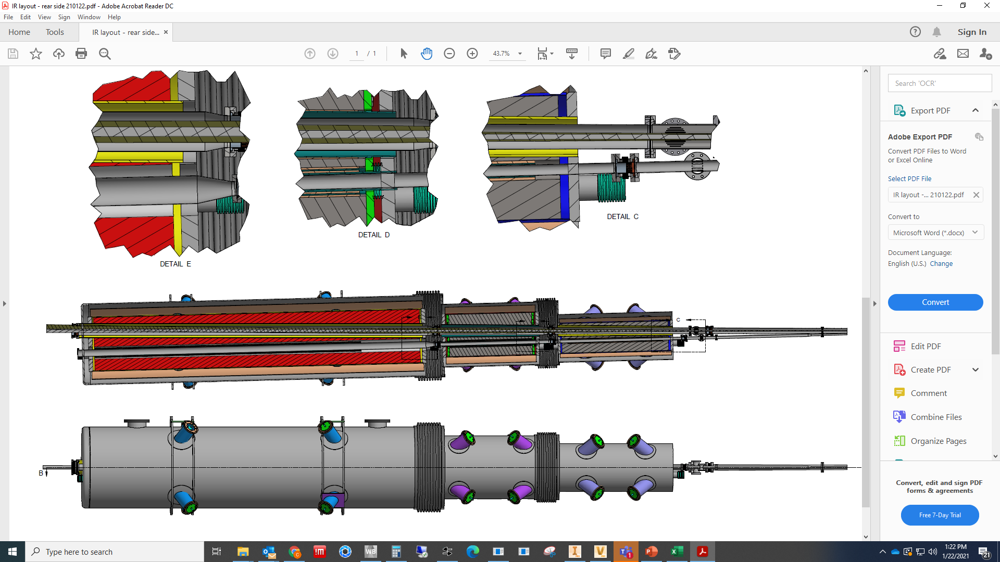 IR layout - rear side 210122.pdf - Adobe Acrobat Reader DC
File Edit View Sign Window Help
Home Tools IR layout - rear side... × Sign In
1 / 1 43.7%
Search 'OCR'
Export PDF
Adobe Export PDF
Convert PDF Files to Word
or Excel Online
Select PDF File
IR layout -... 210122.pdf
Convert to
Microsoft Word (*.docx)
Document Language:
English (U.S.) Change
Convert
Edit PDF
Create PDF
Comment
Combine Files
Organize Pages
Convert, edit and sign PDF
forms & agreements
Free 7-Day Trial
DETAIL C
DETAIL D
DETAIL E
C
B
Type here to search
!M
WB
I
V
1
1:22 PM
1/22/2021
21